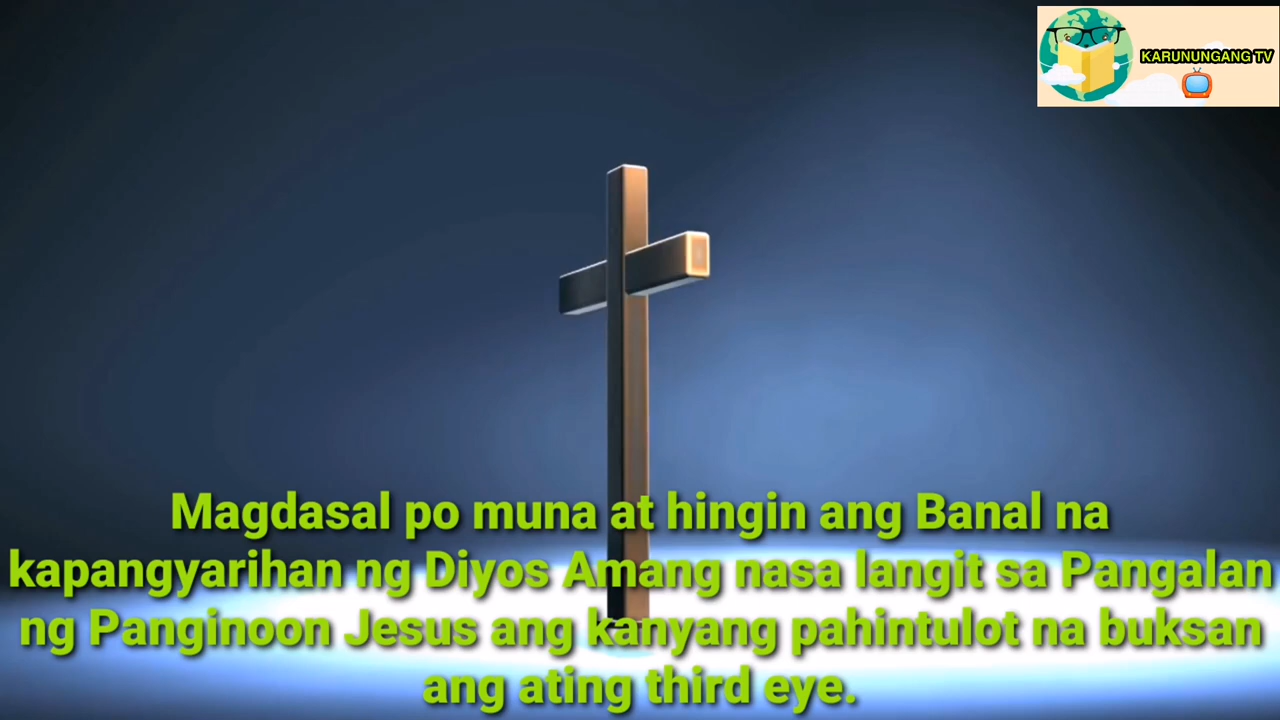 KARUNUNGANG TV
Magdasal po muna at hingin ang Banal na
kapangyarihan ng Diyos Amang nasa langit sa Pangalan
ng Panginoon Jesus ang kanyang pahintulot na buksan
ang ating third eye.